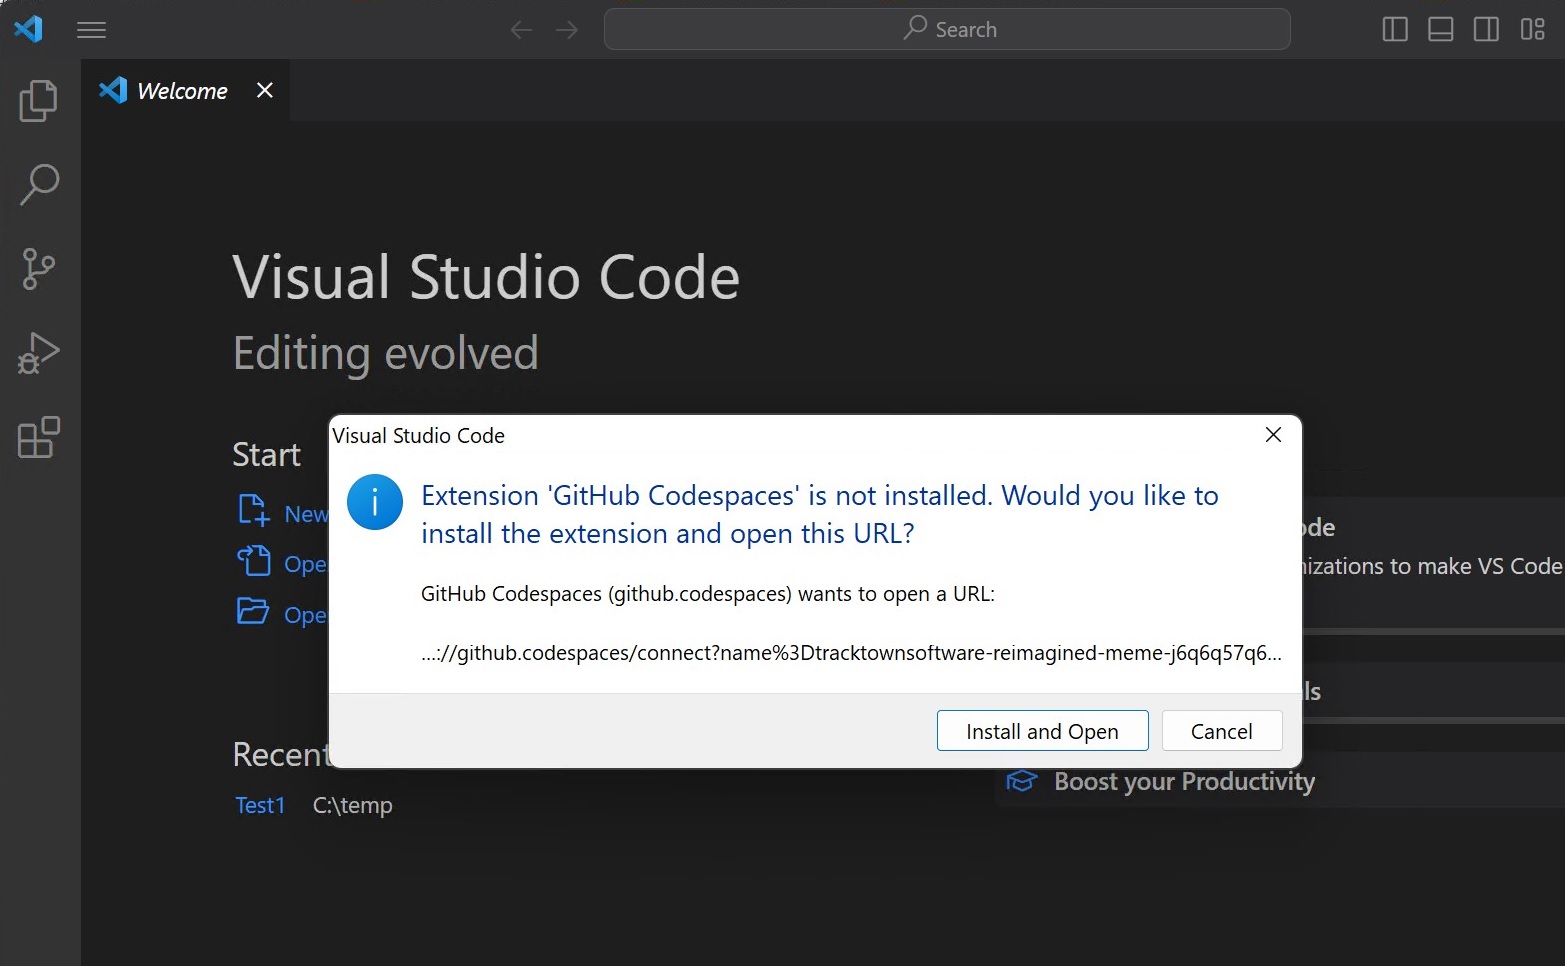 Search
Welcome
Visual Studio Code
Editing evolved
Start
New
Ope
Ope
Recent
Test1 C:\temp
Visual Studio Code
Extension 'GitHub Codespaces' is not installed. Would you like to
install the extension and open this URL?
GitHub Codespaces (github.codespaces) wants to open a URL:
...://github.codespaces/connect?name%3Dtracktownsoftware-reimagined-meme-j6q6q57q6...
Install and Open
Cancel
ode
nizations to make VS Code
ls
Boost your Productivity